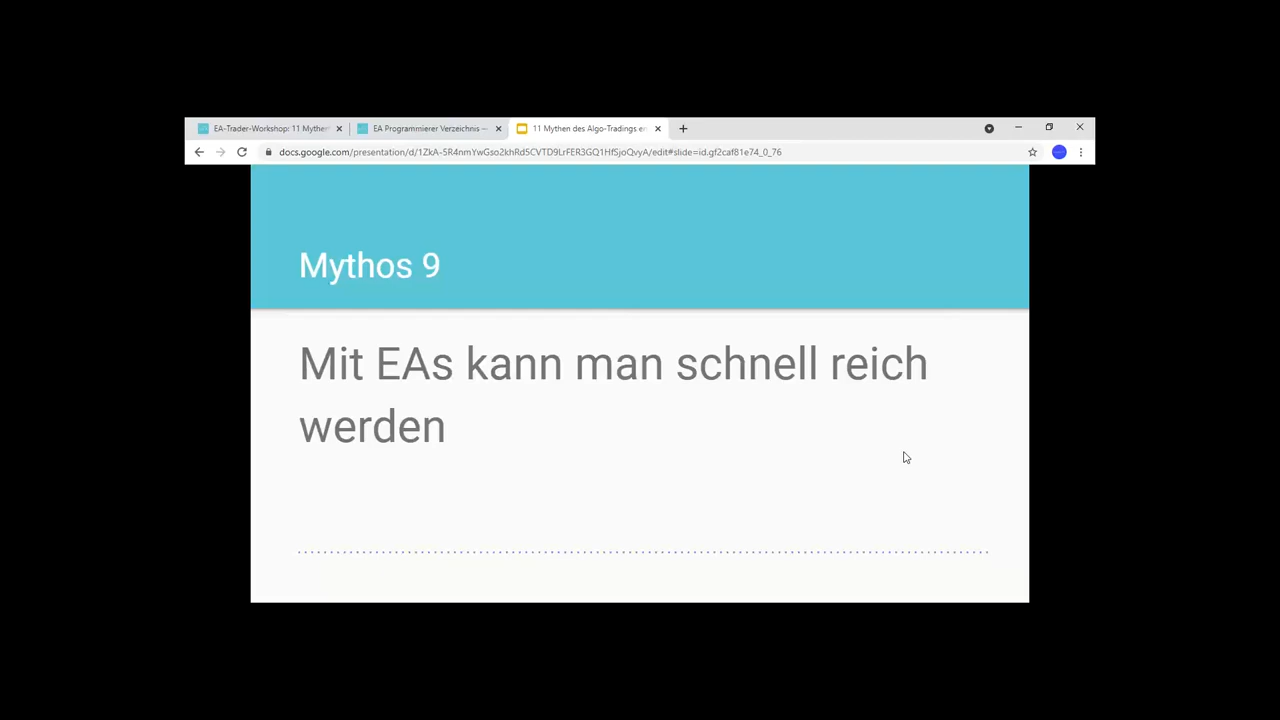 EA-Trader-Workshop: 11 Mythen
EA Programmierer Verzeichnis —
11 Mythen des Algo-Tradings en
docs.google.com/presentation/d/1ZkA-5R4nmYwGso2khRd5CVTD9LrFER3GQ1HfSjoQvyA/edit#slide=id.gf2caf81e74_0_76
Mythos 9
Mit EAs kann man schnell reich
werden